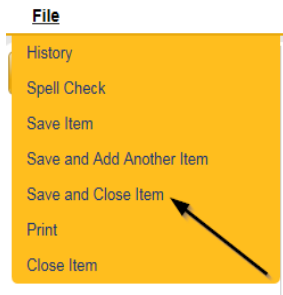 File
History
Spell Check
Save Item
Save and Add Another Item
Save and Close Item
Print
Close Item